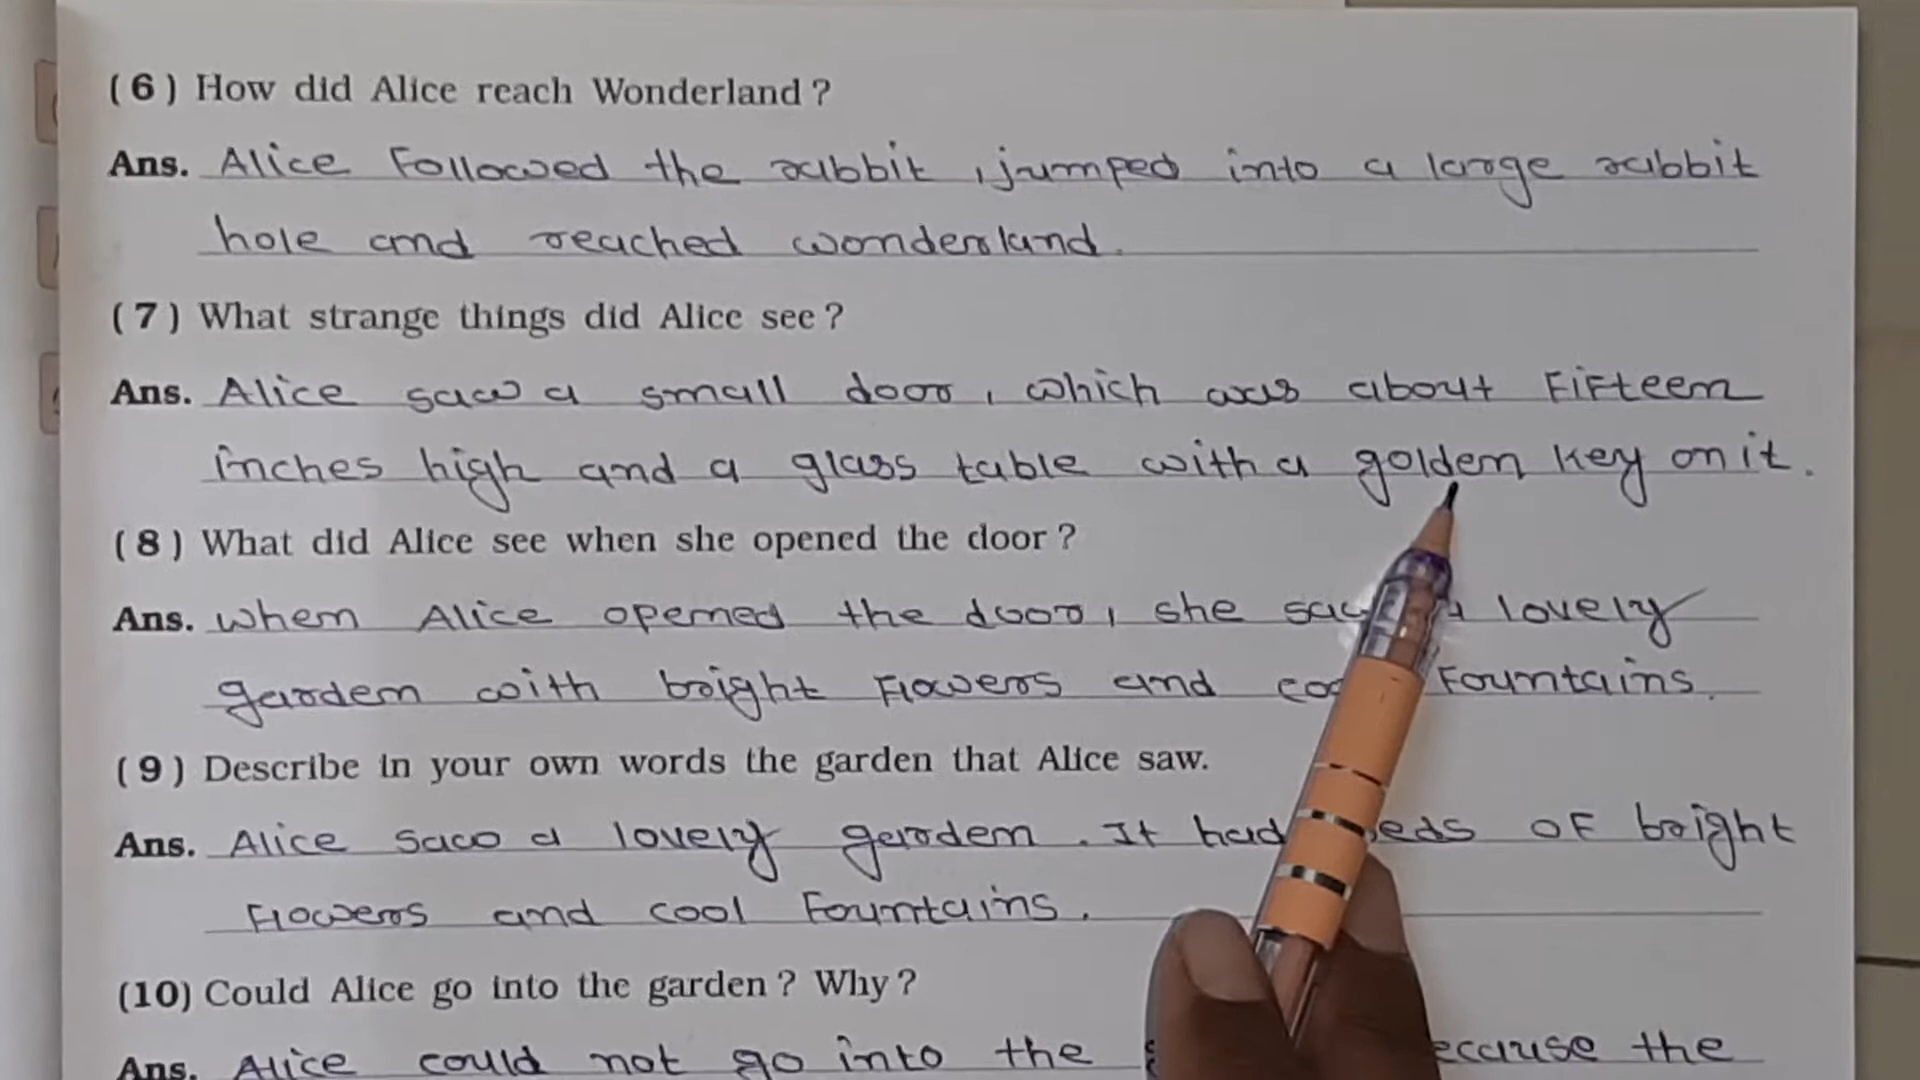 (6) How did Alice reach Wonderland?
Ans. Alice Followed the rabbit, jumped into a large rabbit
hole and reached wonderland.
(7) What strange things did Alice see?
Ans. Alice saw a small door, which was about Fifteen
inches high and a glass table with a golden key on it.
(8) What did Alice see when she opened the door?
Ans. when Alice opened the door, she lovely
garden with bright Flowers and Fountains.
(9) Describe in your own words the garden that Alice saw.
Ans. Alice saw a lovely garden. It had OF bright
Flowers and cool Fountains.
(10) Could Alice go into the garden? Why?
Ans. Alice could not go into the the